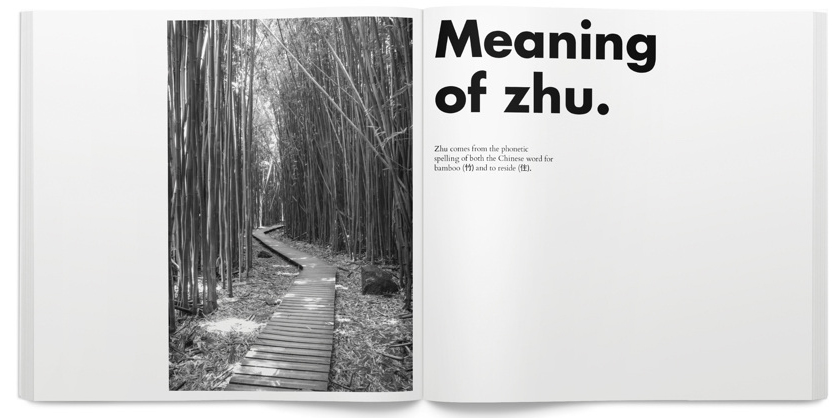 Meaning
of zhu.
Zhu comes from the phonetic
spelling of both the Chinese word for
bamboo (竹) and to reside (住).